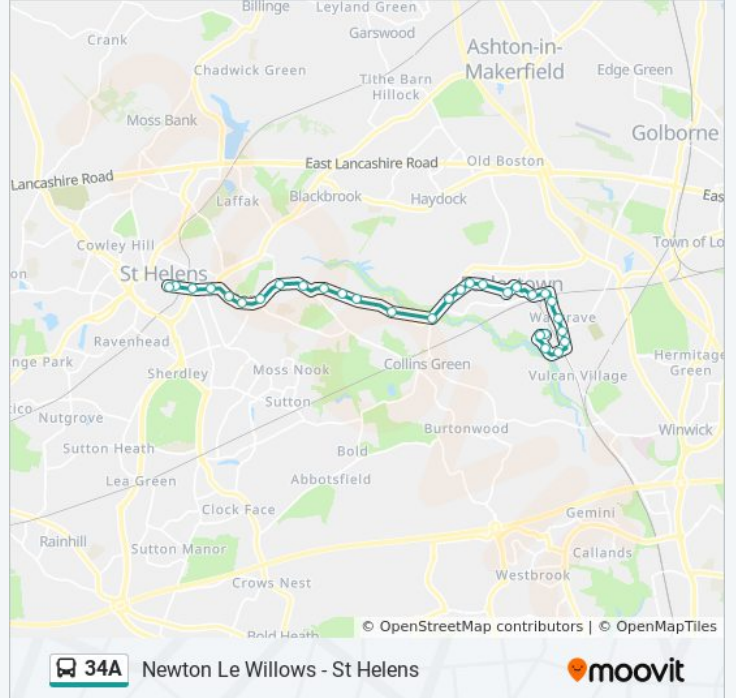 Billinge
Leyland Green
Crank
Garswood
Ashton-in-
Makerfield
Chadwick Green
Tithe Barn
Hillock
Edge Green
Moss Bank
Golborne
East Lancashire Road
Old Boston
Lancashire Road
Laffak
Blackbrook
Haydock
Eas
Cowley Hill
Town of Lo
on
St Helens
Ravenhead
nge Park
Sherdley
Moss Nook
Collins Green
Vulcan Village
Hermitage
Green
Sutton
Nutgrove
Burtonwood
Winwick
Sutton Heath
Bold
Lea Green
Abbotsfield
Clock Face
Gemini
Rainhill
Sutton Manor
Callands
Westbrook
Crows Nest
Bold Heath
© OpenStreetMap contributors | © OpenMapTiles
34A
Newton Le Willows - St Helens
moovit